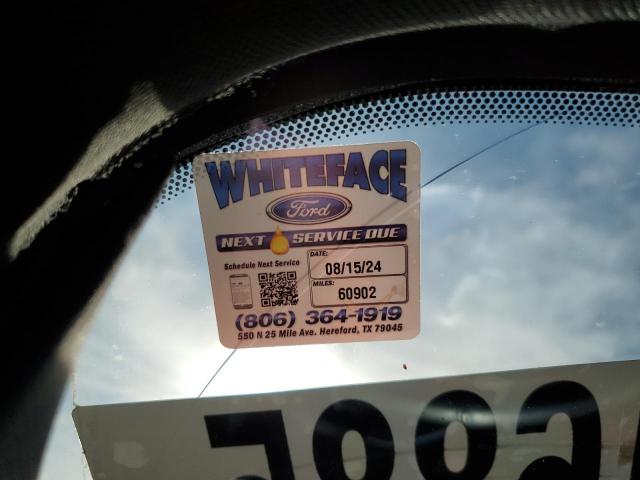 WHITEFACE
Ford
NEXT SERVICE DUE
Schedule Next Service
DATE:
08/15/24
MILES:
60902
(806) 364-1919
550 N 25 Mile Ave. Hereford, TX 79045